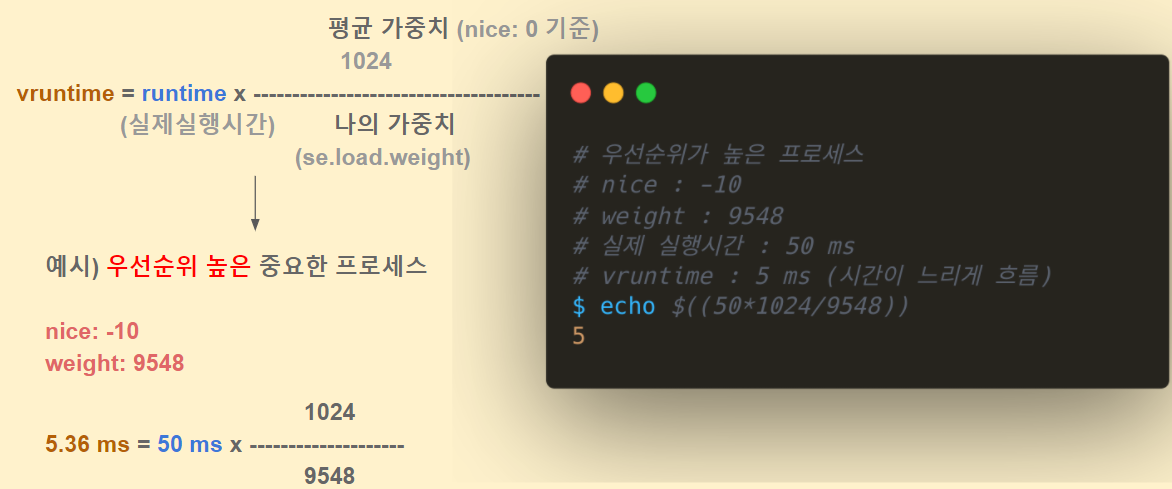 평균 가중치 (nice: 0 기준)
1024
vruntime = runtime x -------------------------------------
(실제실행시간) 나의 가중치
(se.load.weight)
예시) 우선순위 높은 중요한 프로세스
nice: -10
weight: 9548
1024
5.36 ms = 50 ms x --------------------
9548
# 우선순위가 높은 프로세스
# nice : -10
# weight : 9548
# 실제 실행시간 : 50 ms
# vruntime : 5 ms (시간이 느리게 흐름)
$ echo $((50*1024/9548))
5